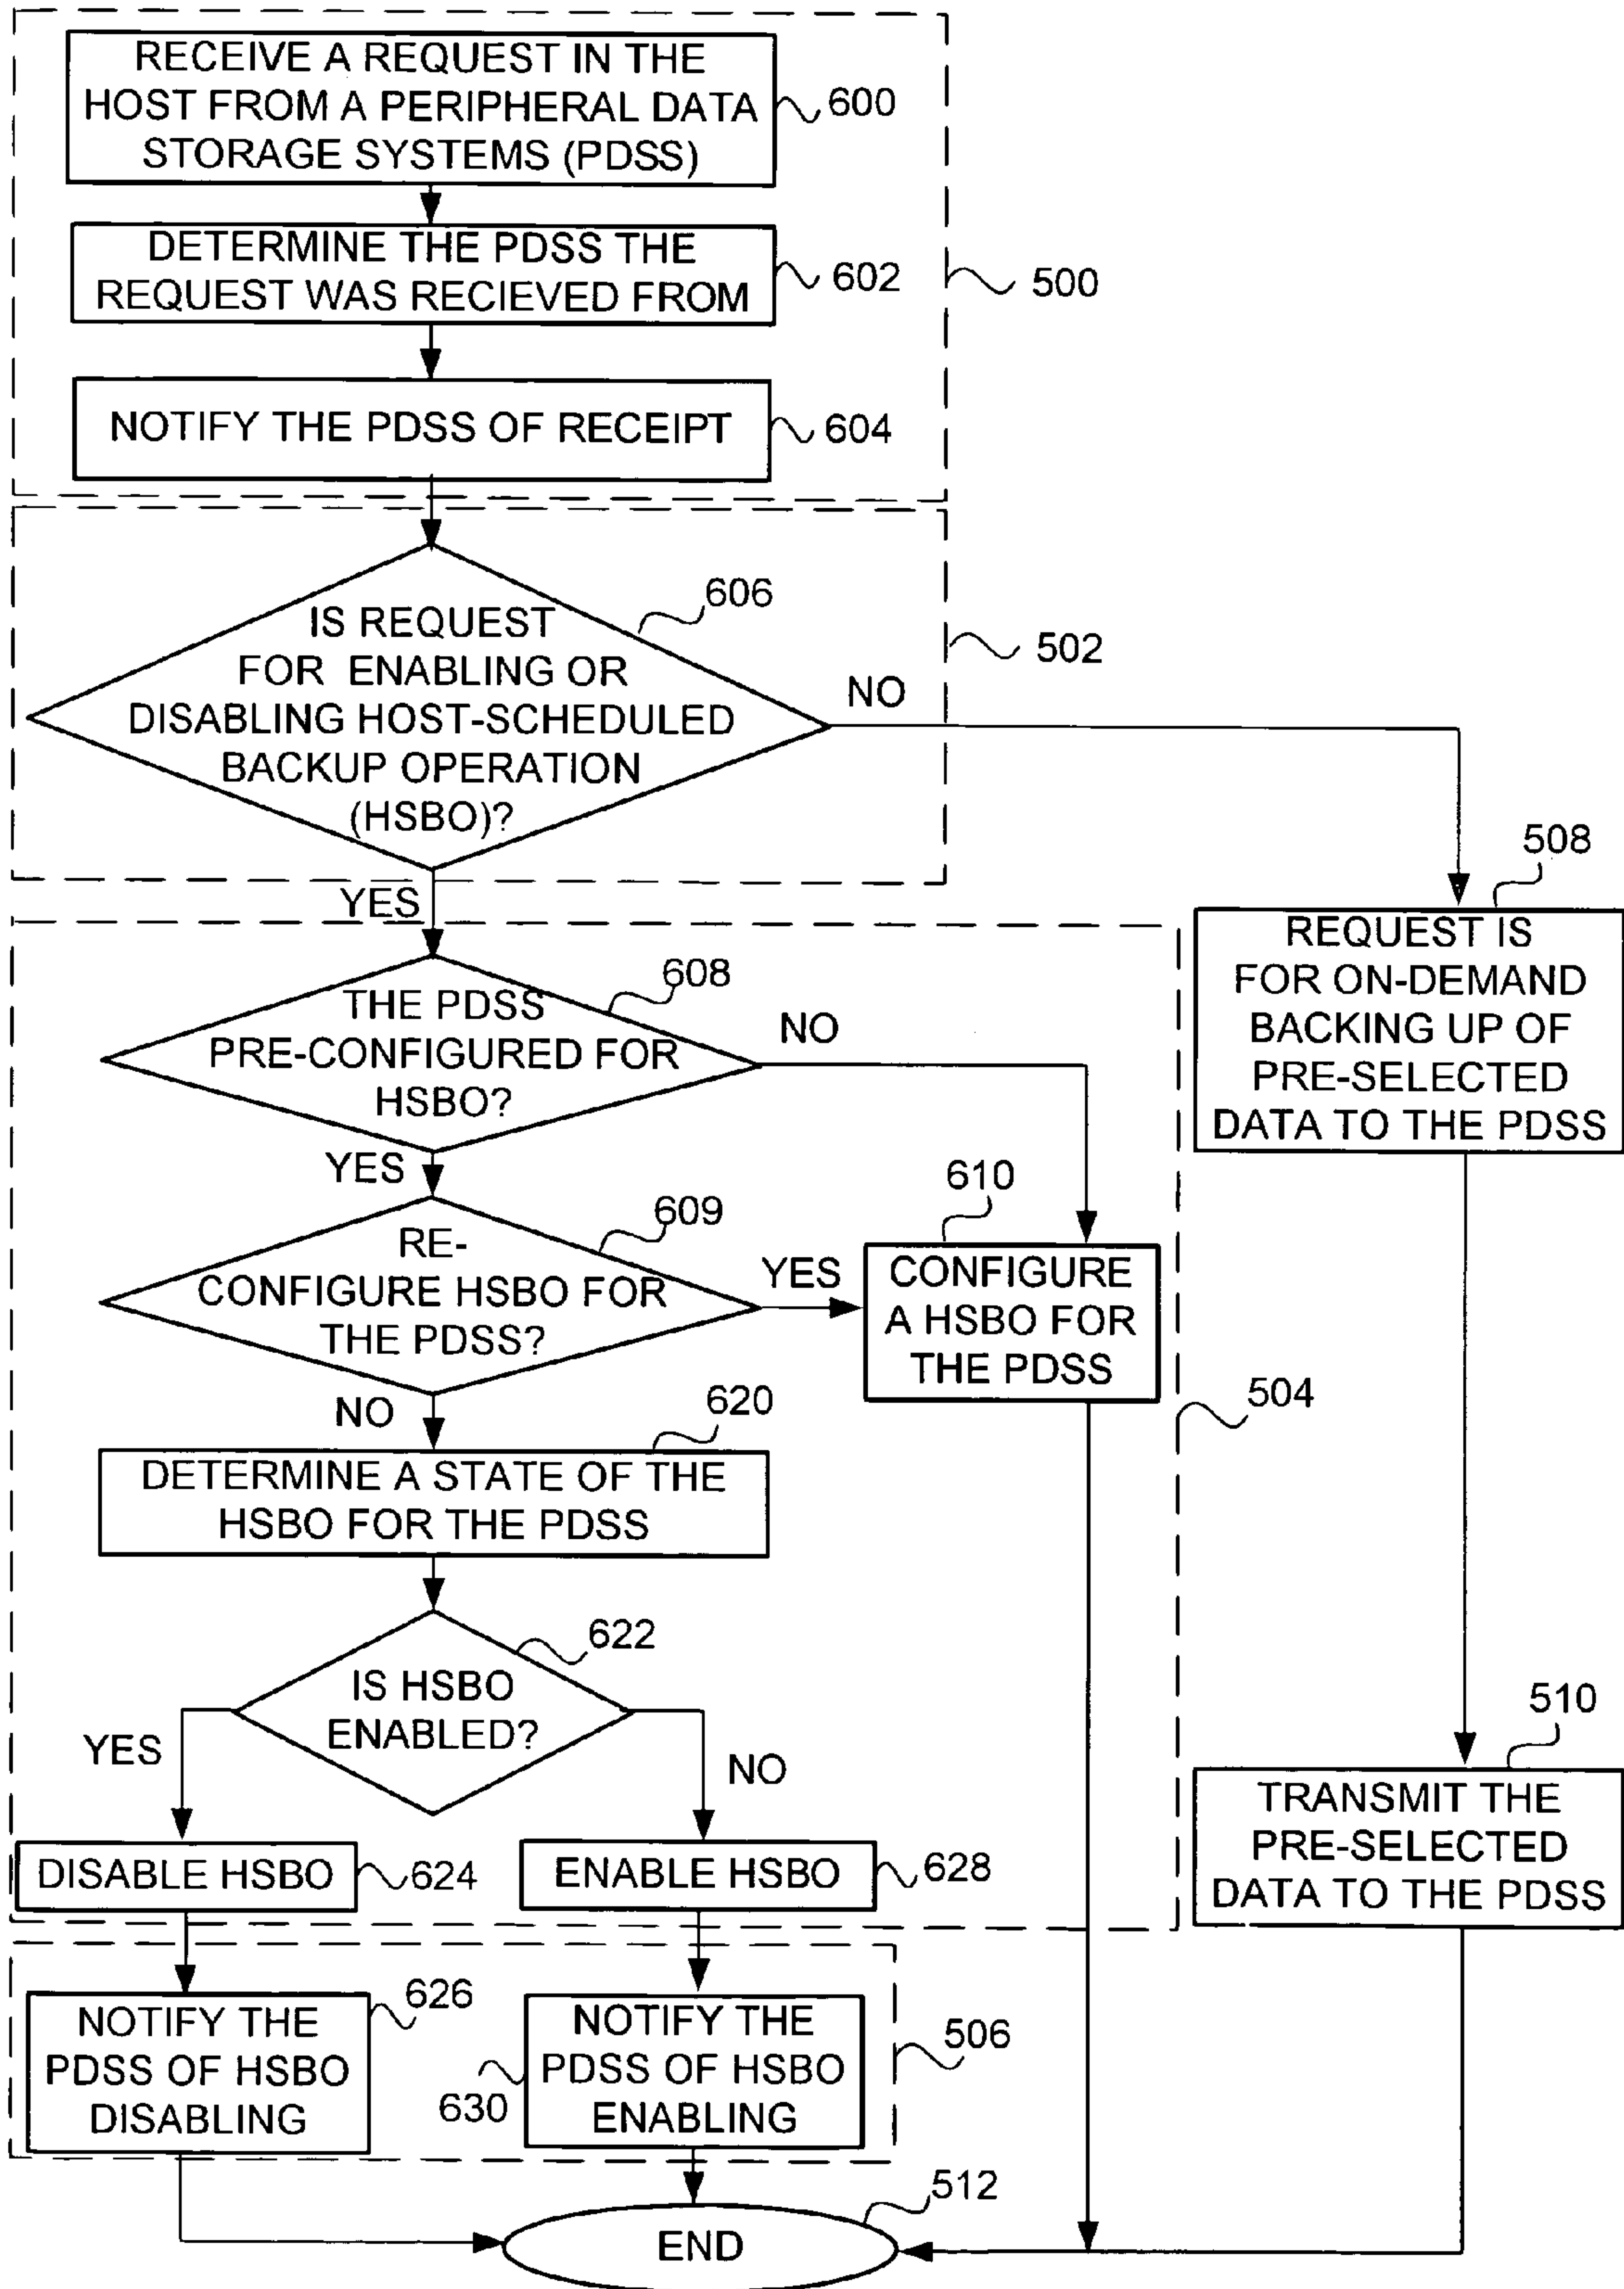 RECEIVE A REQUEST IN THE
HOST FROM A PERIPHERAL DATA
STORAGE SYSTEMS (PDSS)
600
DETERMINE THE PDSS THE
REQUEST WAS RECIEVED FROM
602
500
NOTIFY THE PDSS OF RECEIPT
604
606
IS REQUEST
FOR ENABLING OR
DISABLING HOST-SCHEDULED
BACKUP OPERATION
(HSBO)?
502
NO
YES
508
REQUEST IS
FOR ON-DEMAND
BACKING UP OF
PRE-SELECTED
DATA TO THE PDSS
608
THE PDSS
PRE-CONFIGURED FOR
HSBO?
NO
YES
609
RE-
CONFIGURE HSBO FOR
THE PDSS?
YES
610
CONFIGURE
A HSBO FOR
THE PDSS
504
NO
620
DETERMINE A STATE OF THE
HSBO FOR THE PDSS
622
IS HSBO
ENABLED?
YES
NO
510
TRANSMIT THE
PRE-SELECTED
DATA TO THE PDSS
DISABLE HSBO
624
ENABLE HSBO
628
NOTIFY THE
PDSS OF HSBO
DISABLING
626
NOTIFY THE
PDSS OF HSBO
ENABLING
630
506
512
END